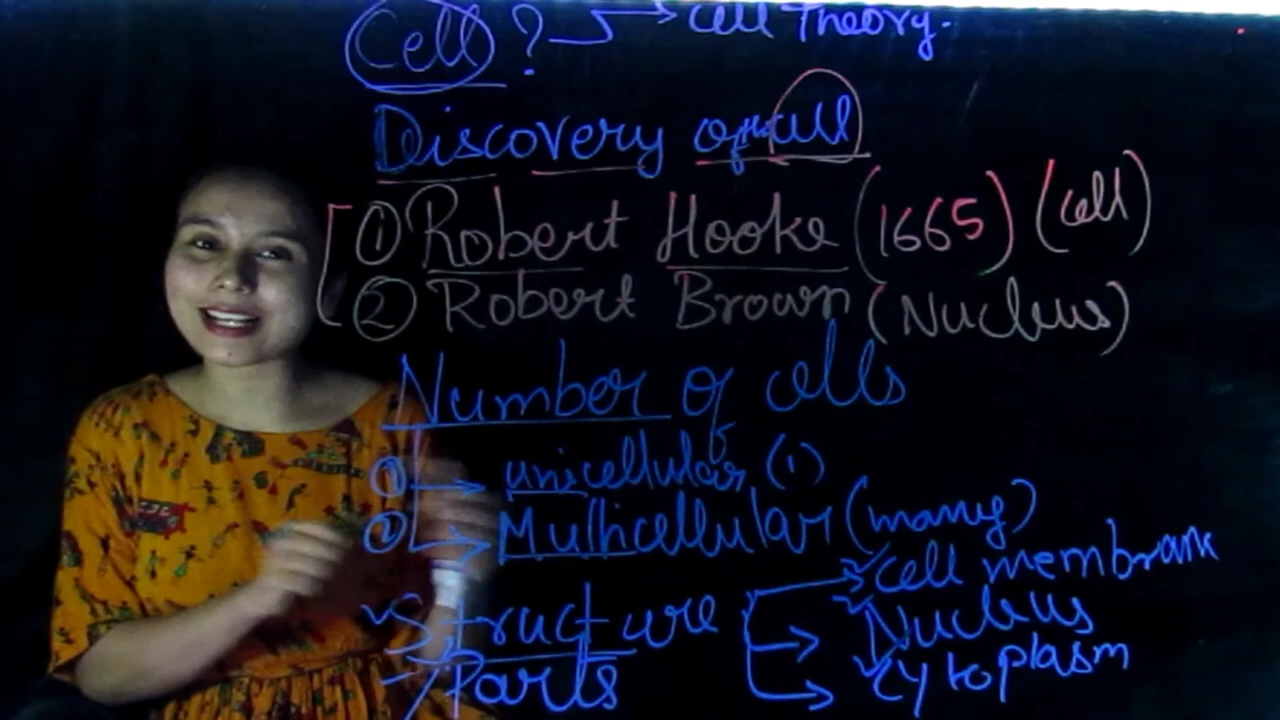 Cell ? → Cell Theory.
Discovery of the cell
① Robert Hooke (1665) (Cell)
② Robert Brown (Nucleus)
Number of cells
① → unicellular (1)
② → Multicellular (many)
Structure → Cell membrane
→ Nucleus
→ Parts → Cytoplasm